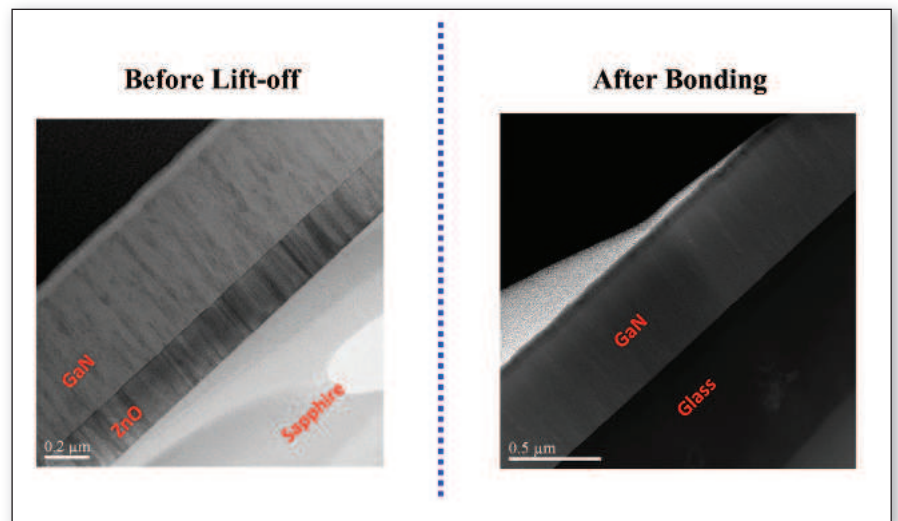 Before Lift-off
GaN
ZnO
Sapphire
0.2 µm
After Bonding
GaN
Glass
0.5 µm